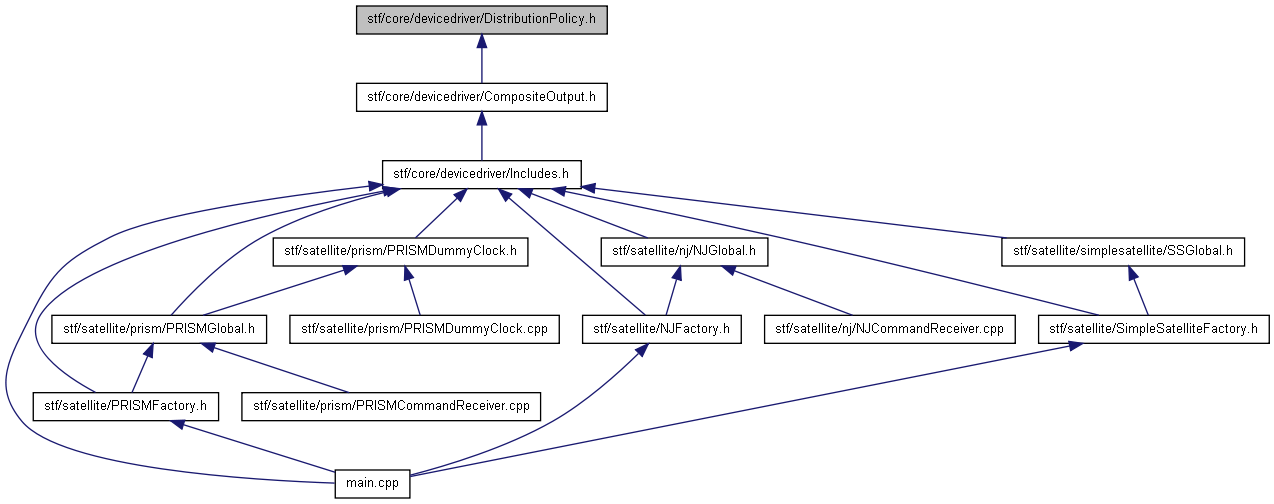 stf/core/devicedriver/DistributionPolicy.h
stf/core/devicedriver/CompositeOutput.h
stf/core/devicedriver/Includes.h
stf/satellite/prism/PRISMDummyClock.h
stf/satellite/nj/NJGlobal.h
stf/satellite/simplesatellite/SSGlobal.h
stf/satellite/prism/PRISMGlobal.h
stf/satellite/prism/PRISMDummyClock.cpp
stf/satellite/NJFactory.h
stf/satellite/nj/NJCommandReceiver.cpp
stf/satellite/SimpleSatelliteFactory.h
stf/satellite/PRISMFactory.h
stf/satellite/prism/PRISMCommandReceiver.cpp
main.cpp